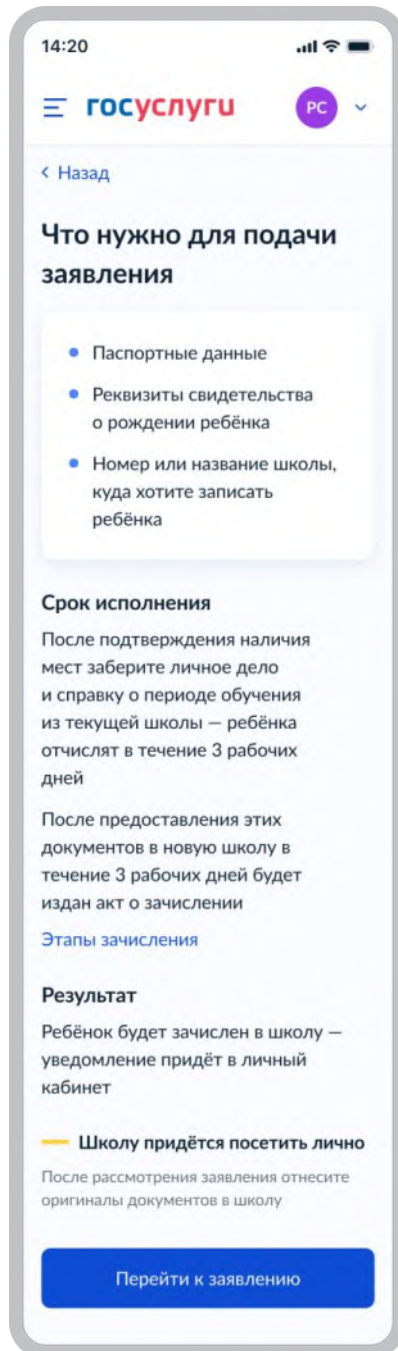 14:20
госуслуги
РС
Назад
Что нужно для подачи
заявления
Паспортные данные
Реквизиты свидетельства
о рождении ребёнка
Номер или название школы,
куда хотите записать
ребёнка
Срок исполнения
После подтверждения наличия
мест заберите личное дело
и справку о периоде обучения
из текущей школы — ребёнка
отчислят в течение 3 рабочих
дней
После предоставления этих
документов в новую школу в
течение 3 рабочих дней будет
издан акт о зачислении
Этапы зачисления
Результат
Ребёнок будет зачислен в школу —
уведомление придёт в личный
кабинет
Школу придётся посетить лично
После рассмотрения заявления отнесите
оригиналы документов в школу
Перейти к заявлению